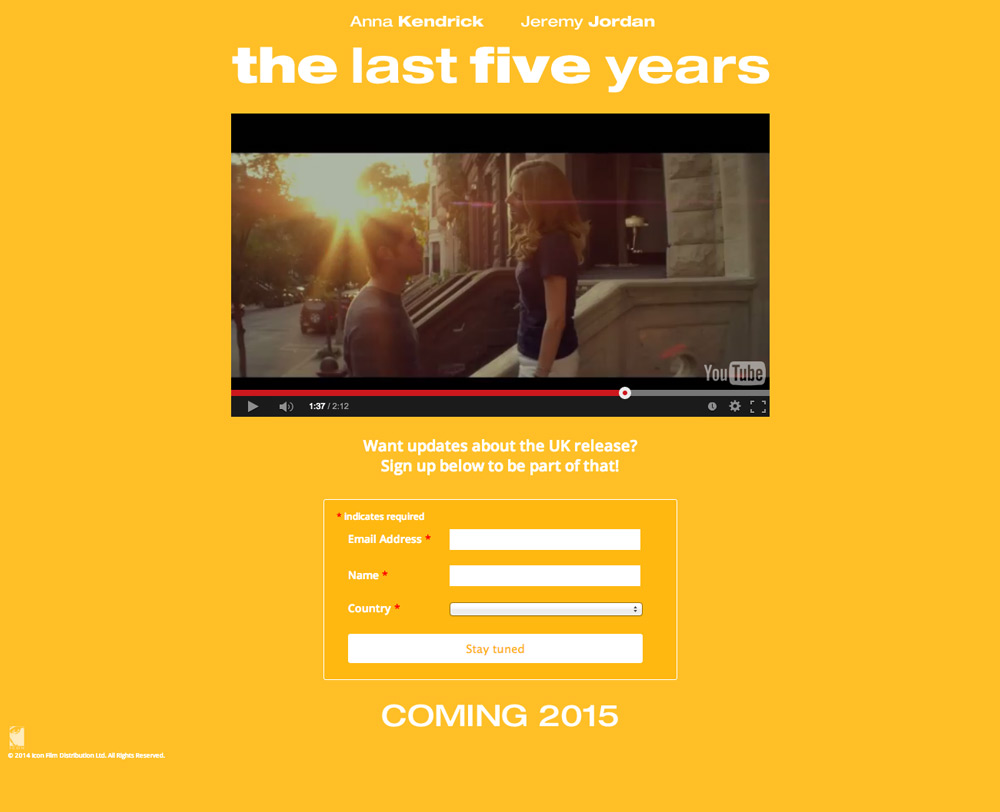 Anna Kendrick Jeremy Jordan
the last five years
YouTube
1:37 / 2:12
Want updates about the UK release?
Sign up below to be part of that!
* indicates required
Email Address *
Name *
Country *
Stay tuned
COMING 2015
© 2014 Icon Film Distribution Ltd. All Rights Reserved.